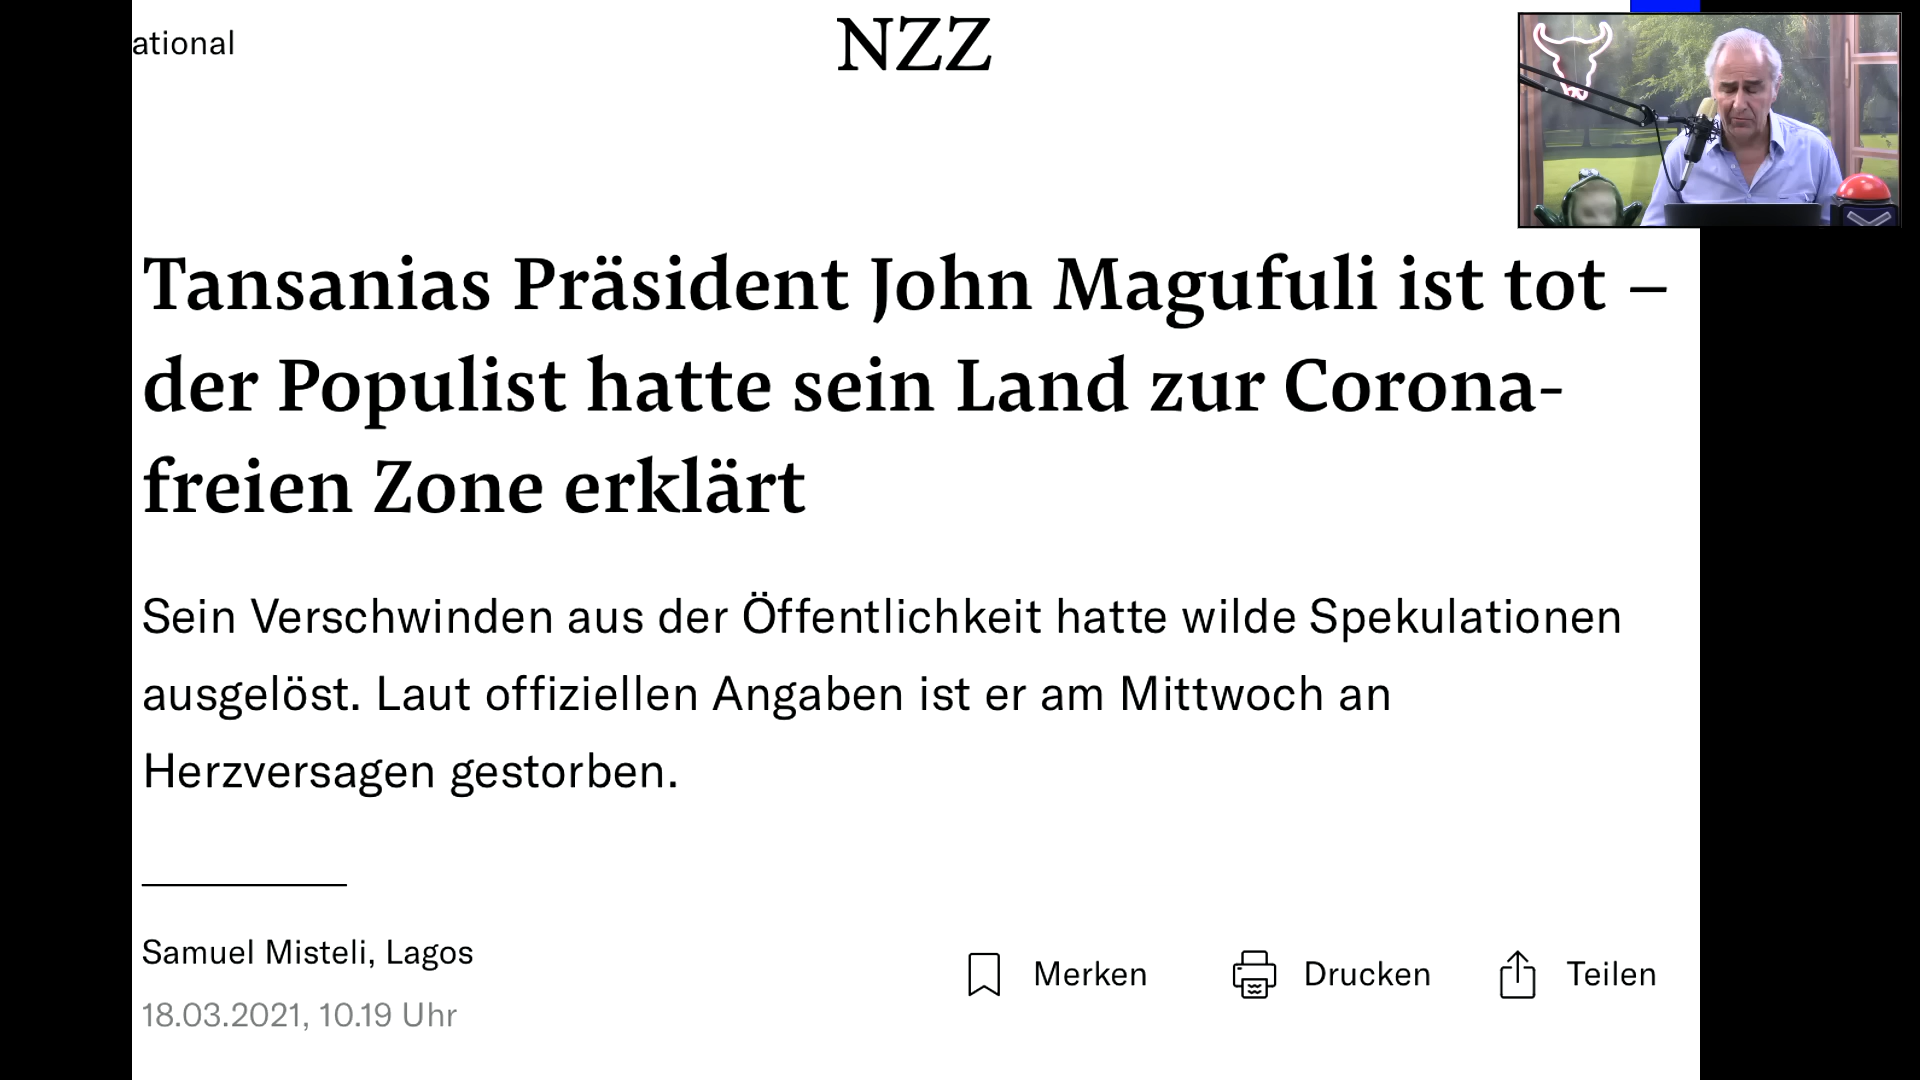 ational
NZZ
Tansanias Präsident John Magufuli ist tot –
der Populist hatte sein Land zur Corona-
freien Zone erklärt
Sein Verschwinden aus der Öffentlichkeit hatte wilde Spekulationen
ausgelöst. Laut offiziellen Angaben ist er am Mittwoch an
Herzversagen gestorben.
Samuel Misteli, Lagos
18.03.2021, 10.19 Uhr
Merken
Drucken
Teilen